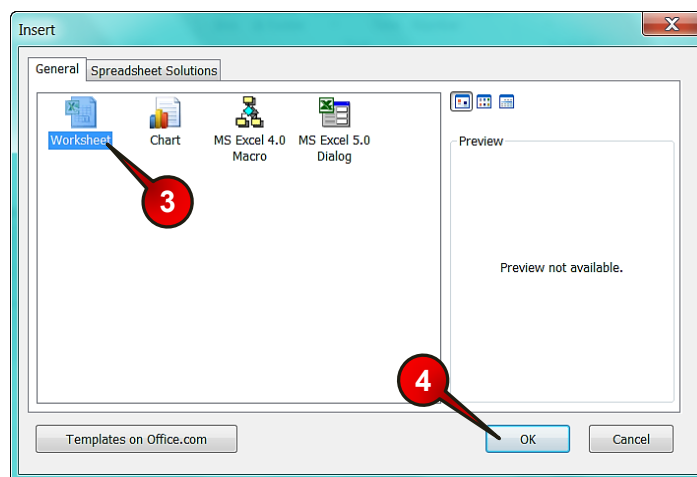 Insert
X
General Spreadsheet Solutions
Worksheet Chart MS Excel 4.0 Macro MS Excel 5.0 Dialog
3
Preview
Preview not available.
4
Templates on Office.com
OK
Cancel